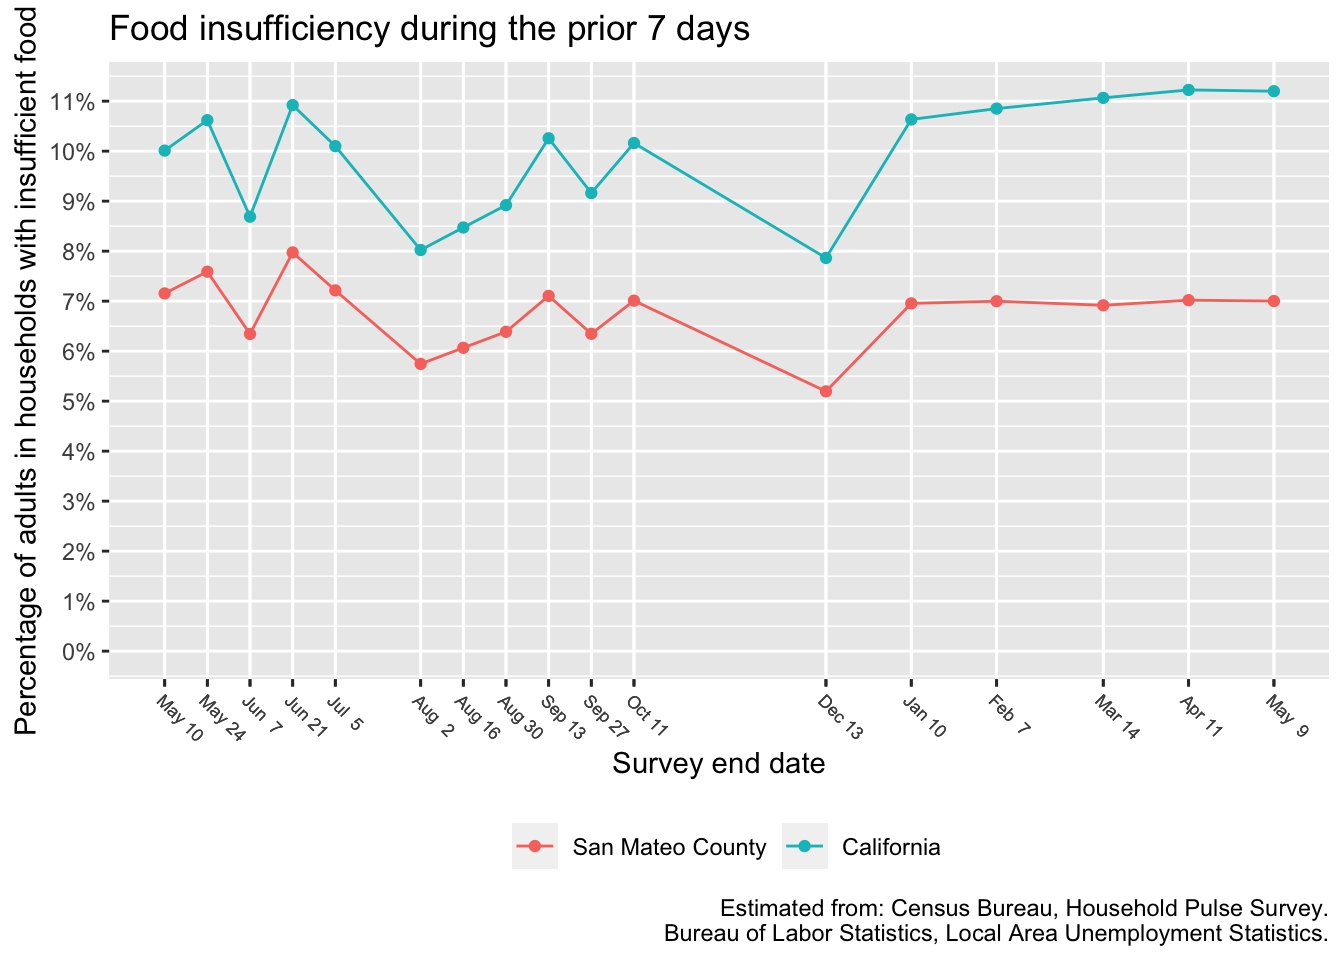 Food insufficiency during the prior 7 days
Percentage of adults in households with insufficient food
11%
10%
9%
8%
7%
6%
5%
4%
3%
2%
1%
0%
May 10
May 24
Jun 7
Jun 21
Jul 5
Aug 2
Aug 16
Aug 30
Sep 13
Sep 27
Oct 11
Dec 13
Jan 10
Feb 7
Mar 14
Apr 11
May 9
Survey end date
San Mateo County
California
Estimated from: Census Bureau, Household Pulse Survey.
Bureau of Labor Statistics, Local Area Unemployment Statistics.